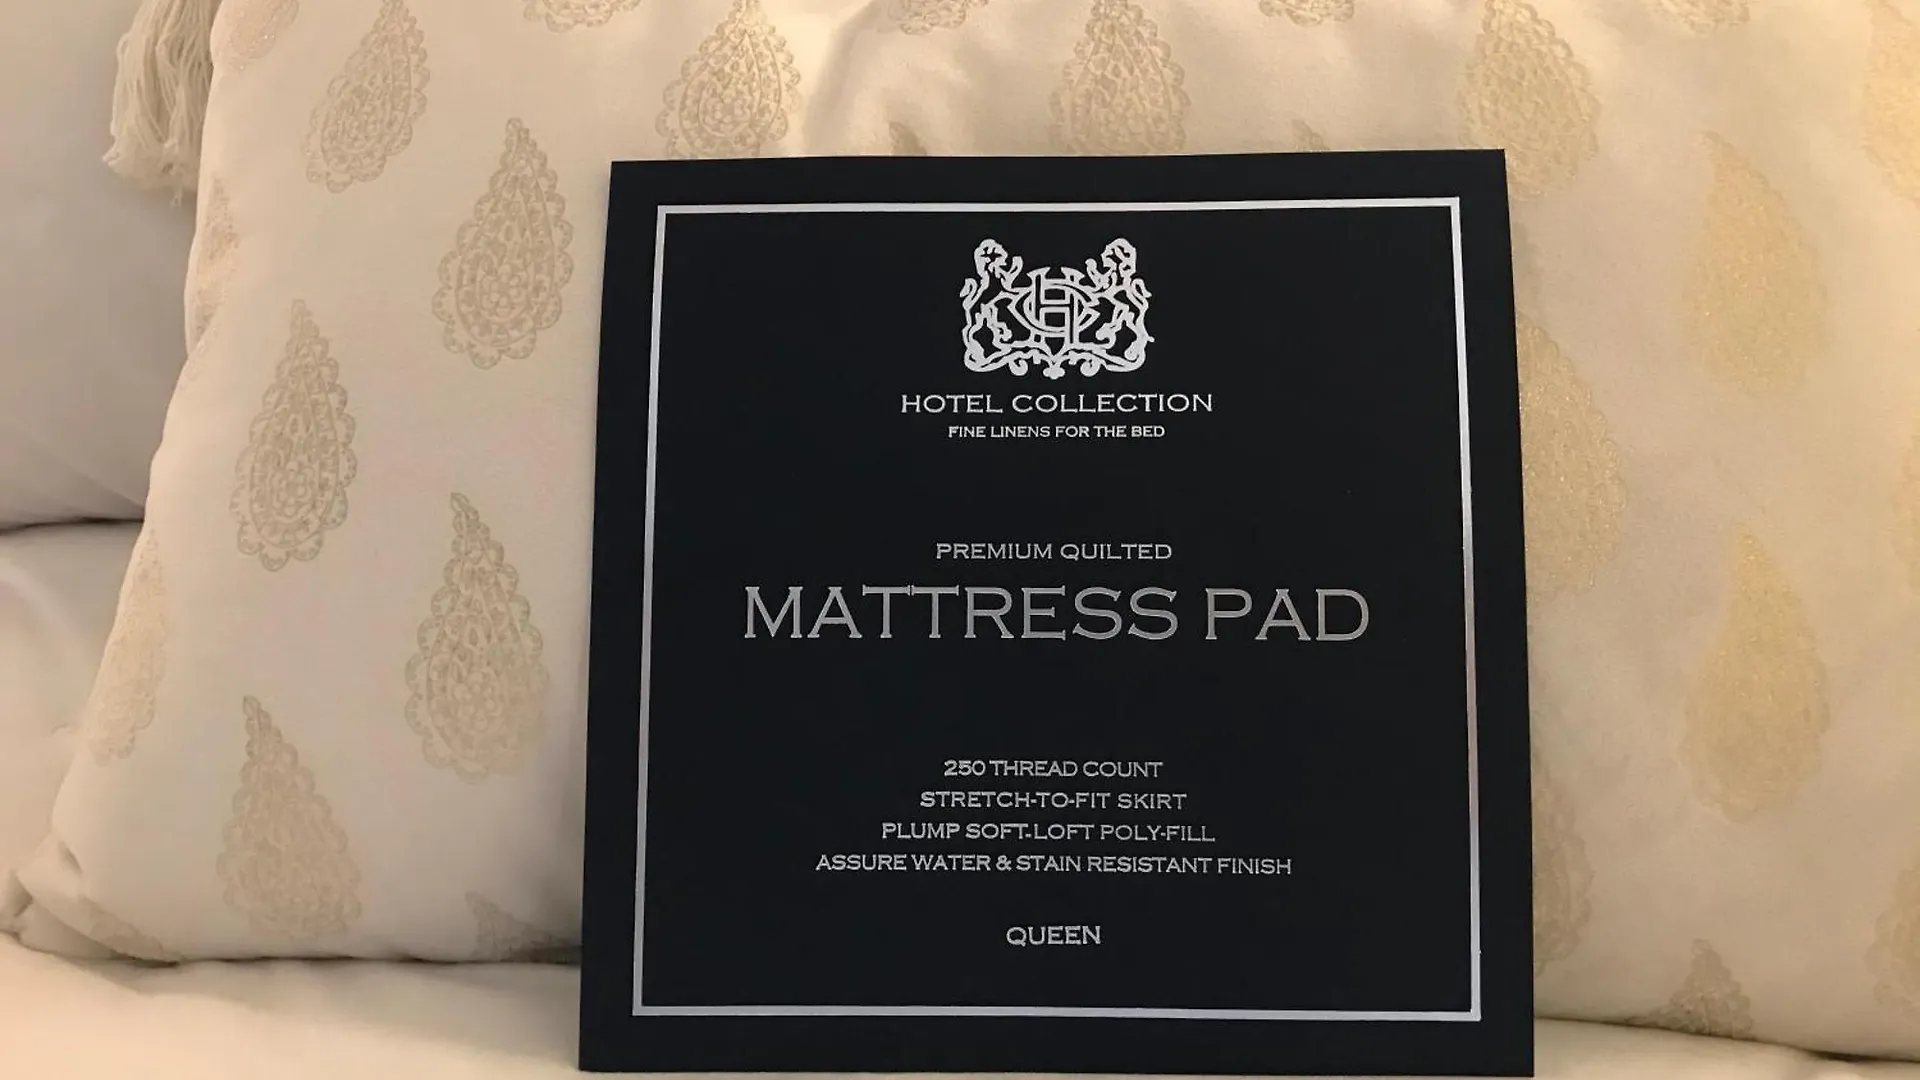 HOTEL COLLECTION
FINE LINENS FOR THE BED
PREMIUM QUILTED
MATTRESS PAD
250 THREAD COUNT
STRETCH-TO-FIT SKIRT
PLUMP SOFT-LOFT POLY-FILL
ASSURE WATER & STAIN RESISTANT FINISH
QUEEN